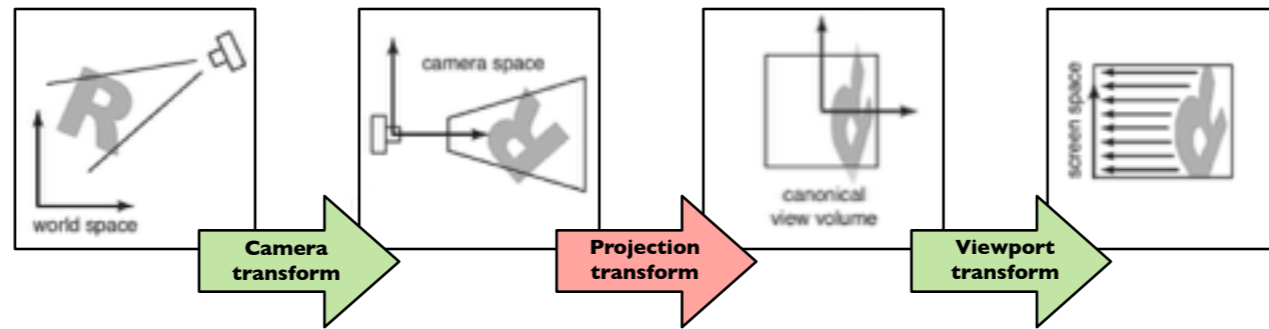 R
world space
Camera
transform
camera space
R
Projection
transform
R
canonical
view volume
Viewport
transform
screen space
R